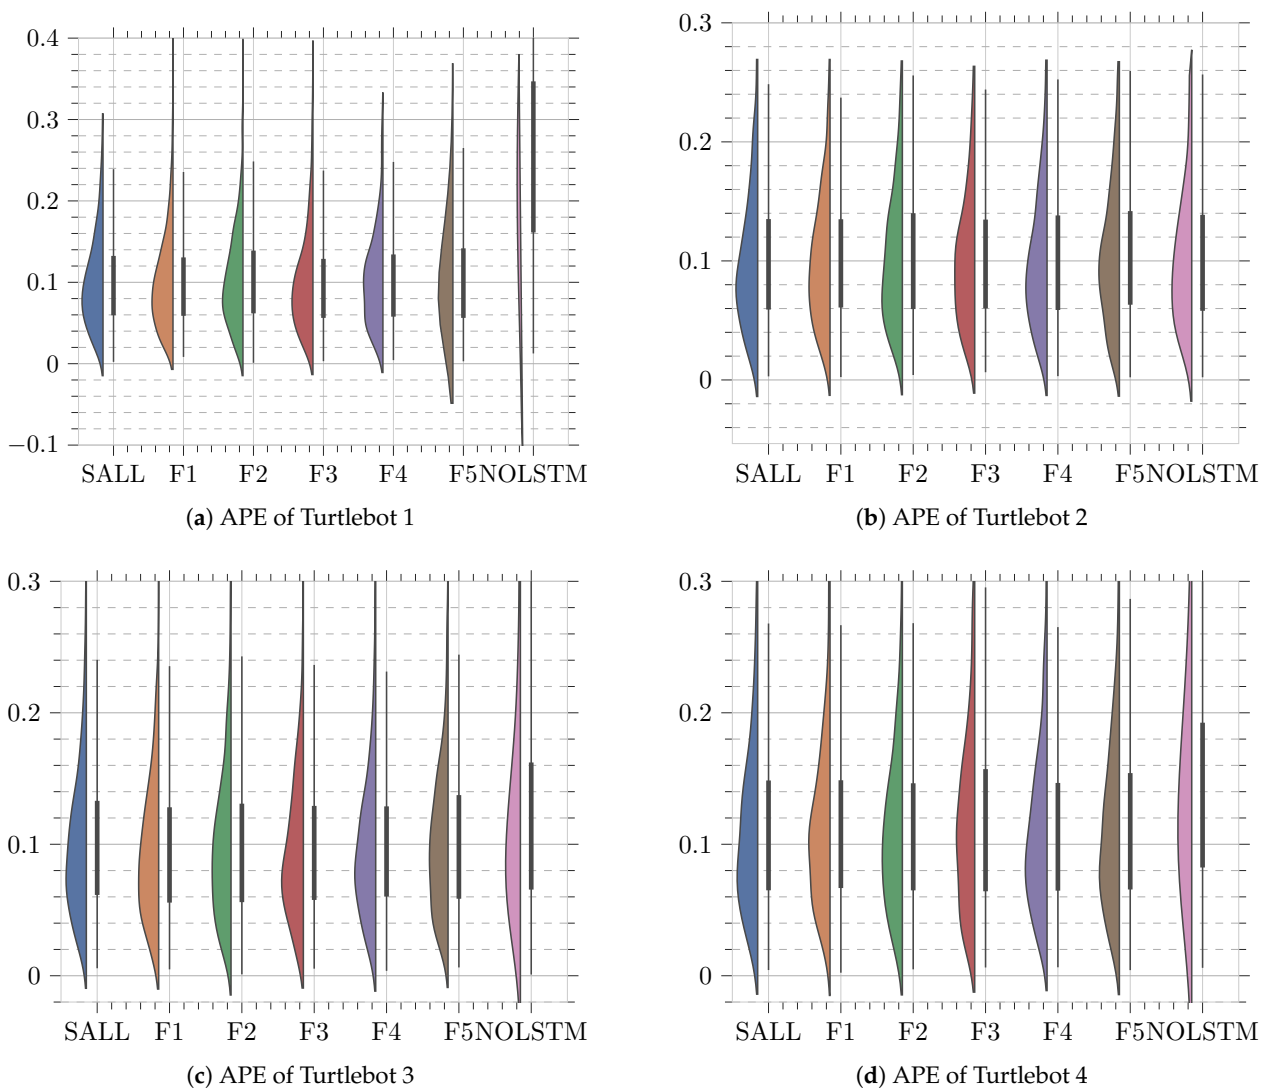 0.4
0.3
0.2
0.1
0
−0.1
SALL F1 F2 F3 F4 F5NOLSTM
(a) APE of Turtlebot 1
0.3
0.2
0.1
0
SALL F1 F2 F3 F4 F5NOLSTM
(b) APE of Turtlebot 2
0.3
0.2
0.1
0
SALL F1 F2 F3 F4 F5NOLSTM
(c) APE of Turtlebot 3
0.3
0.2
0.1
0
SALL F1 F2 F3 F4 F5NOLSTM
(d) APE of Turtlebot 4